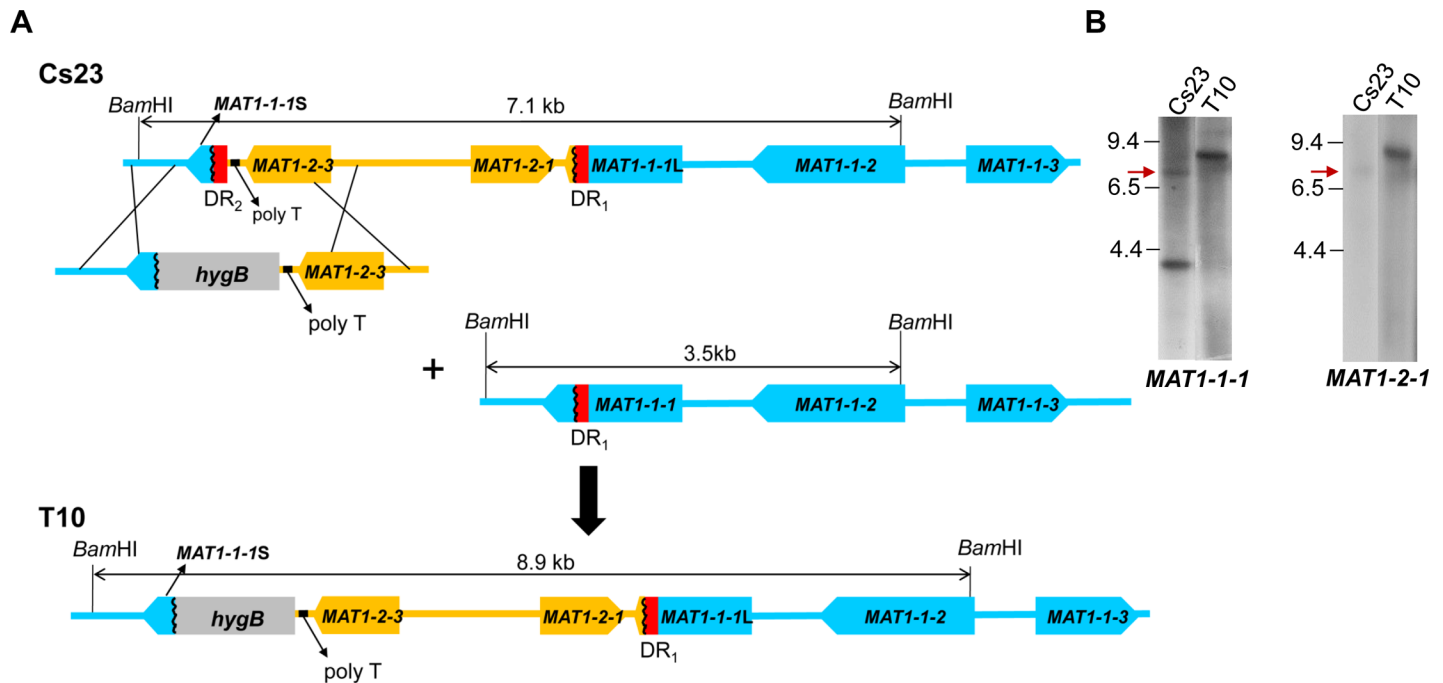 A
B
Cs23
BamHI
MAT1-1-1S
7.1 kb
BamHI
MAT1-2-3
MAT1-2-1
MAT1-1-1L
MAT1-1-2
MAT1-1-3
DR2
poly T
DR1
hygB
MAT1-2-3
poly T
BamHI
BamHI
3.5kb
+
MAT1-1-1
MAT1-1-2
MAT1-1-3
DR1
T10
BamHI
MAT1-1-1S
8.9 kb
BamHI
hygB
MAT1-2-3
MAT1-2-1
MAT1-1-1L
MAT1-1-2
MAT1-1-3
DR1
poly T
Cs23
T10
9.4
6.5
4.4
MAT1-1-1
Cs23
T10
9.4
6.5
4.4
MAT1-2-1